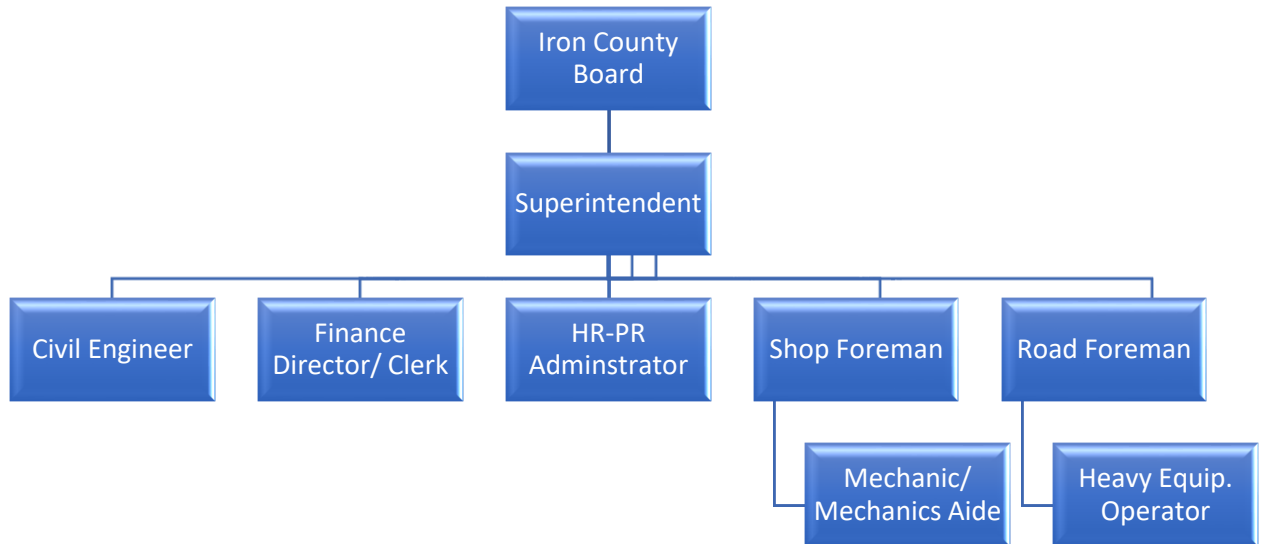 Iron County
Board
Superintendent
Civil Engineer
Finance
Director/ Clerk
HR-PR
Adminstrator
Shop Foreman
Road Foreman
Mechanic/
Mechanics Aide
Heavy Equip.
Operator